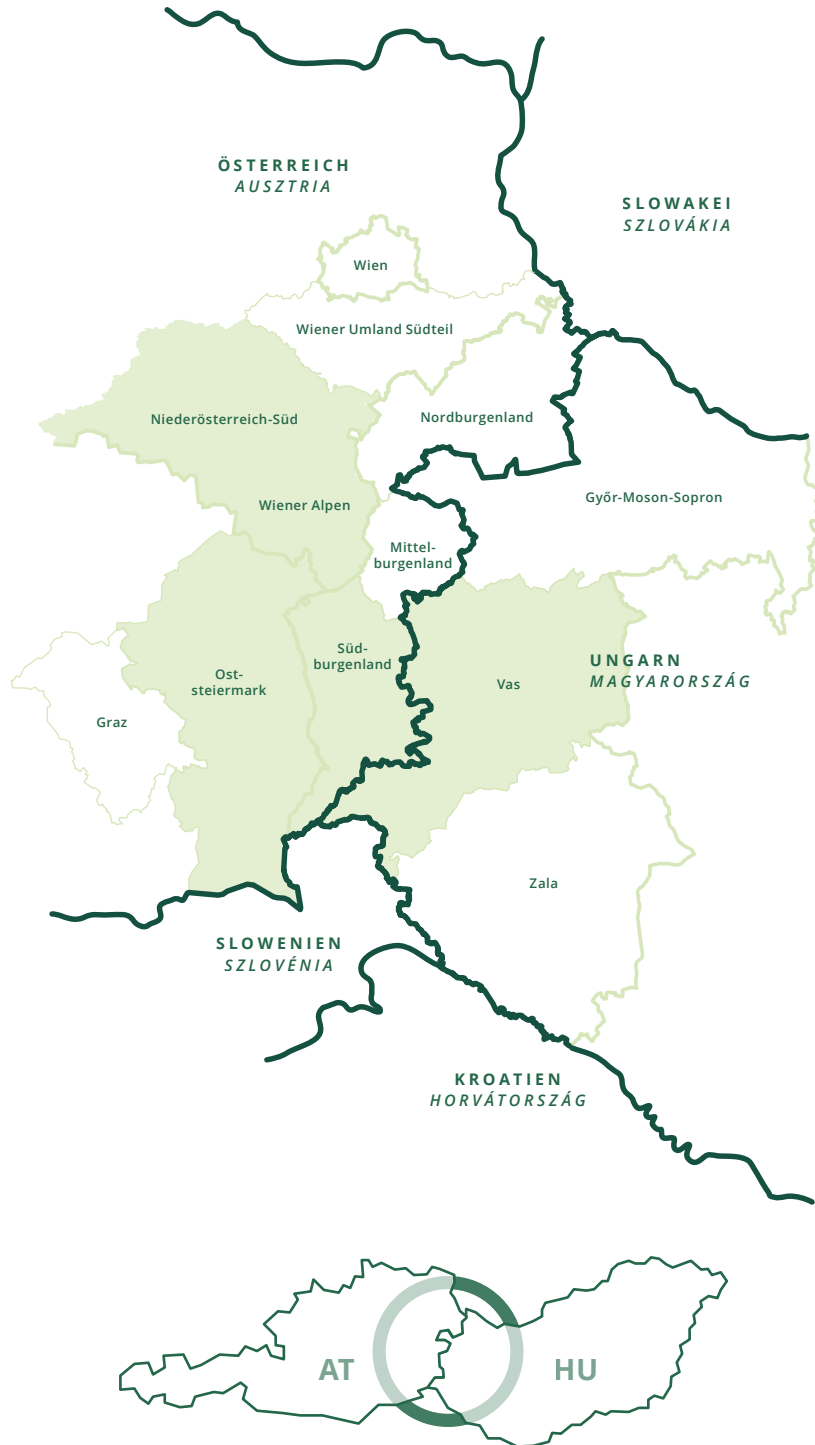 ÖSTERREICH
AUSZTRIA
SLOWAKEI
SZLOVÁKIA
Wien
Wiener Umland Südteil
Niederösterreich-Süd
Nordburgenland
Wiener Alpen
Győr-Moson-Sopron
Mittel-
burgenland
Süd-
burgenland
UNGARN
MAGYARORSZÁG
Ost-
steiermark
Vas
Graz
Zala
SLOWENIEN
SZLOVÉNIA
KROATIEN
HORVÁTORSZÁG
AT
HU